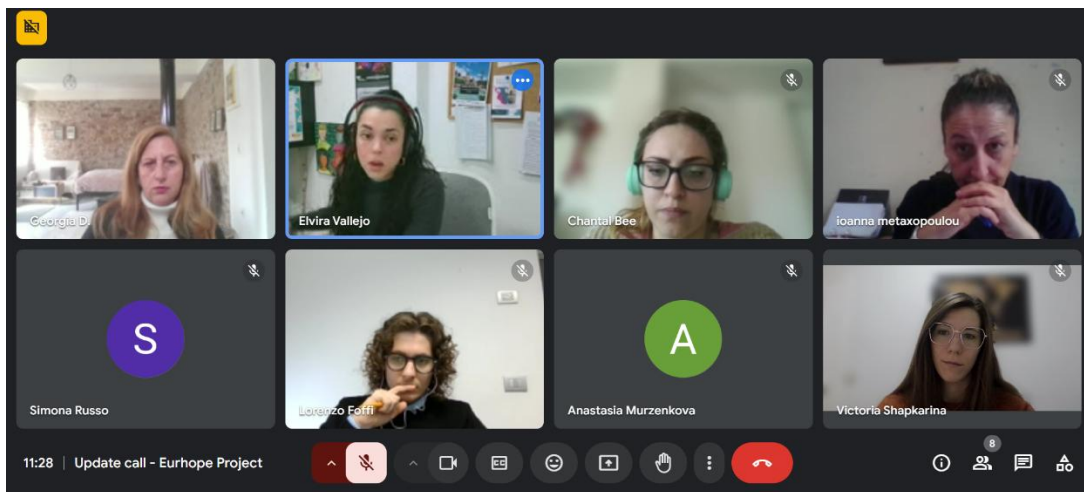 Georgia D.
Elvira Vallejo
Chantal Bee
ioanna metaxopoulou
S
Simona Russo
Lorenzo Foffi
A
Anastasia Murzenkova
Victoria Shapkarina
11:28 | Update call - Eurhope Project
CC
8